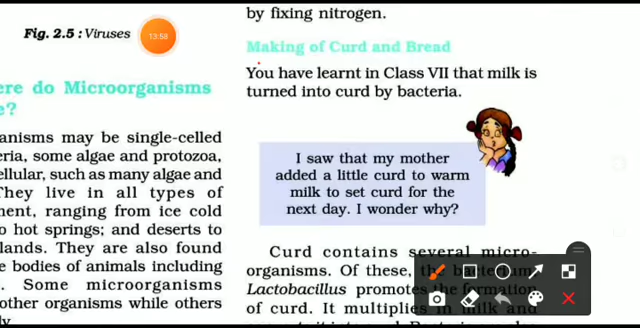 Fig. 2.5 : Viruses
13:58
ere do Microorganisms
e?
anisms may be single-celled
eria, some algae and protozoa,
ellular, such as many algae and
They live in all types of
ment, ranging from ice cold
o hot springs; and deserts to
lands. They are also found
e bodies of animals including
. Some microorganisms
other organisms while others
ly
by fixing nitrogen.
Making of Curd and Bread
You have learnt in Class VII that milk is
turned into curd by bacteria.
I saw that my mother
added a little curd to warm
milk to set curd for the
next day. I wonder why?
Curd contains several micro-
organisms. Of these, the bacterium
Lactobacillus promotes the formation
of curd. It multiplies in milk and